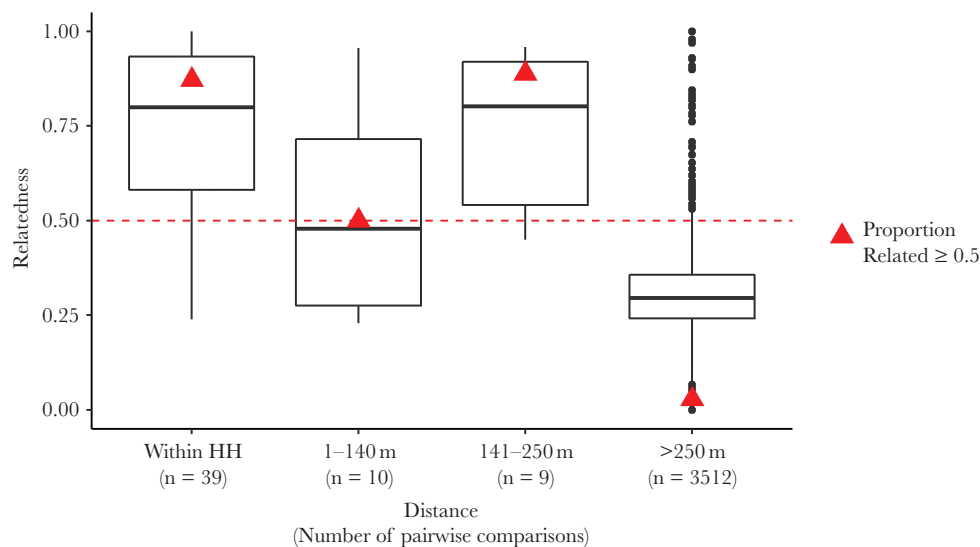 1.00
0.75
0.50
0.25
0.00
Relatedness
Within HH
(n = 39)
1–140 m
(n = 10)
141–250 m
(n = 9)
>250 m
(n = 3512)
Distance
(Number of pairwise comparisons)
Proportion
Related ≥ 0.5